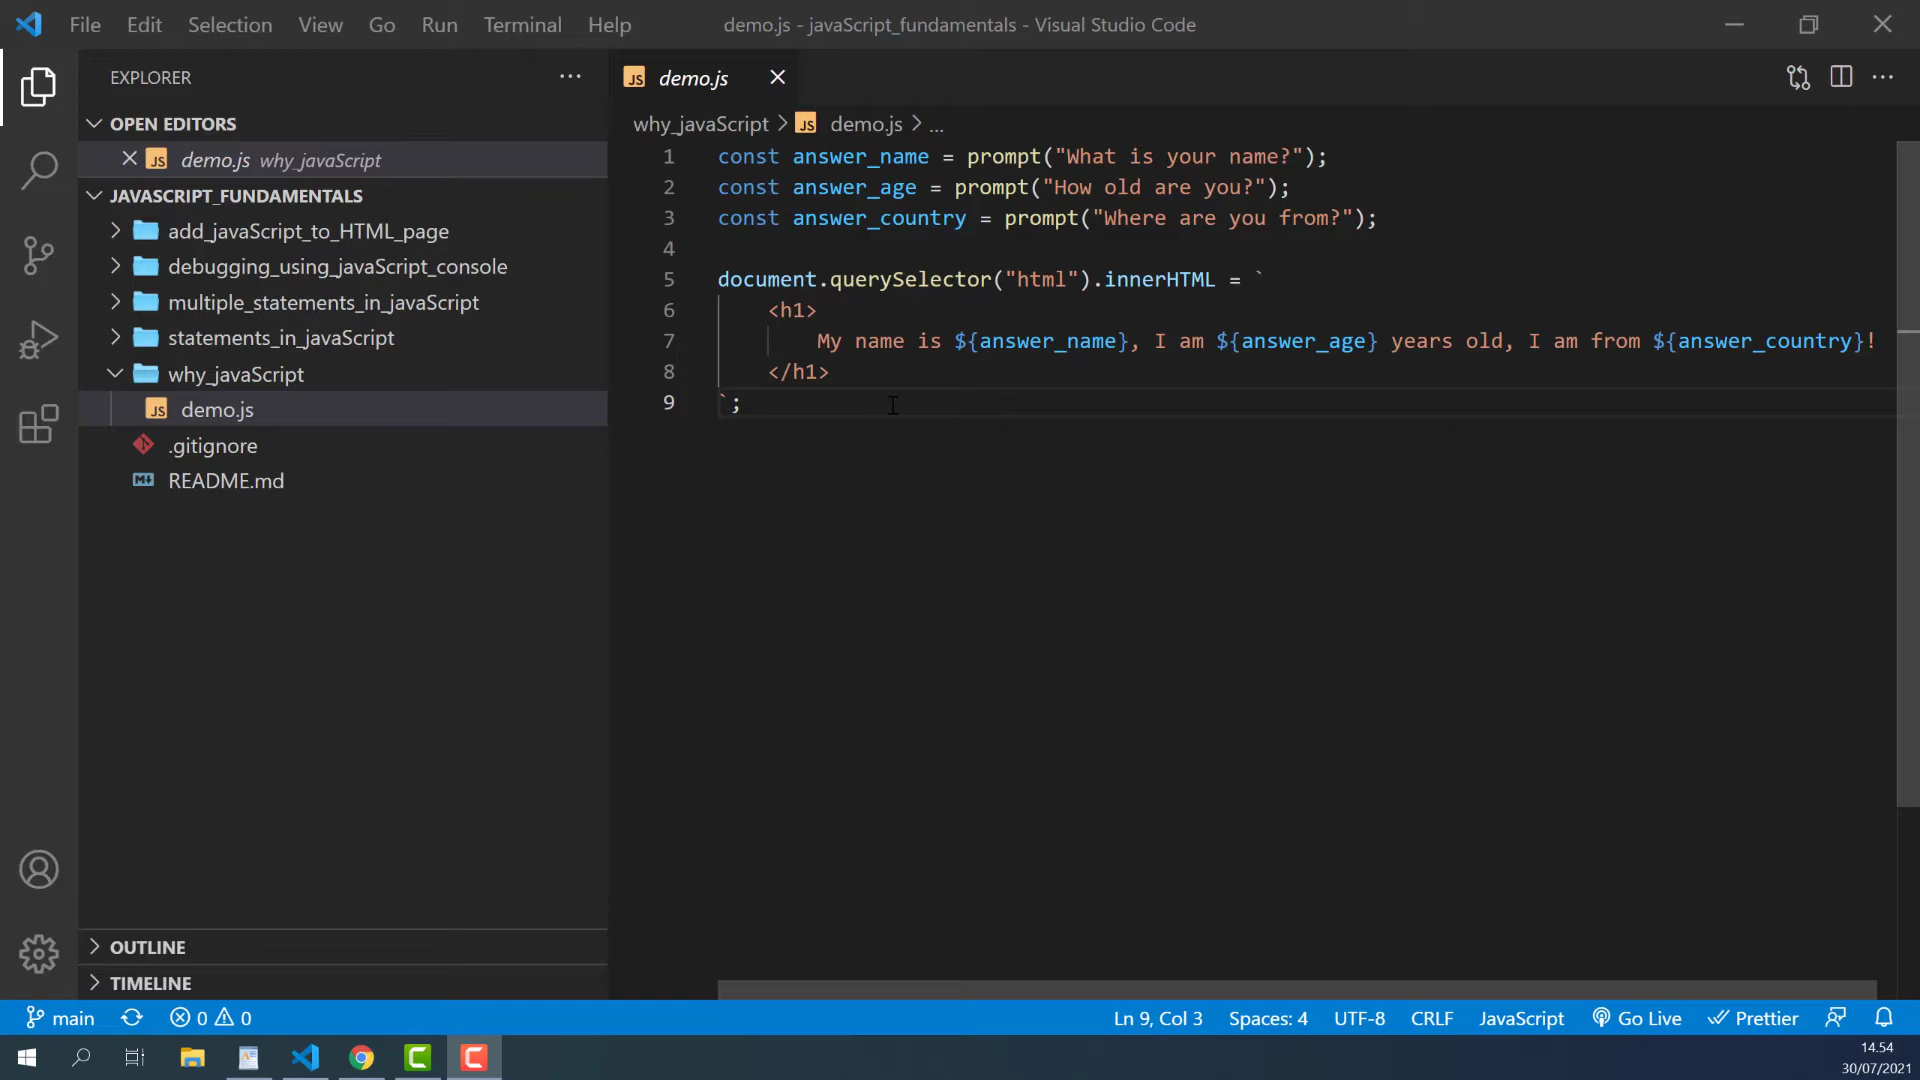 File Edit Selection View Go Run Terminal Help
demo.js - javaScript_fundamentals - Visual Studio Code
EXPLORER
OPEN EDITORS
JS demo.js why_javaScript
JAVASCRIPT_FUNDAMENTALS
add_javaScript_to_HTML_page
debugging_using_javaScript_console
multiple_statements_in_javaScript
statements_in_javaScript
why_javaScript
JS demo.js
.gitignore
README.md
OUTLINE
TIMELINE
JS demo.js
why_javaScript > JS demo.js > ...
1 const answer_name = prompt("What is your name?");
2 const answer_age = prompt("How old are you?");
3 const answer_country = prompt("Where are you from?");
4
5 document.querySelector("html").innerHTML = `
6 <h1>
7 My name is ${answer_name}, I am ${answer_age} years old, I am from ${answer_country}!
8 </h1>
9 `;
main 0 0 Ln 9, Col 3 Spaces: 4 UTF-8 CRLF JavaScript Go Live Prettier
14.54
30/07/2021